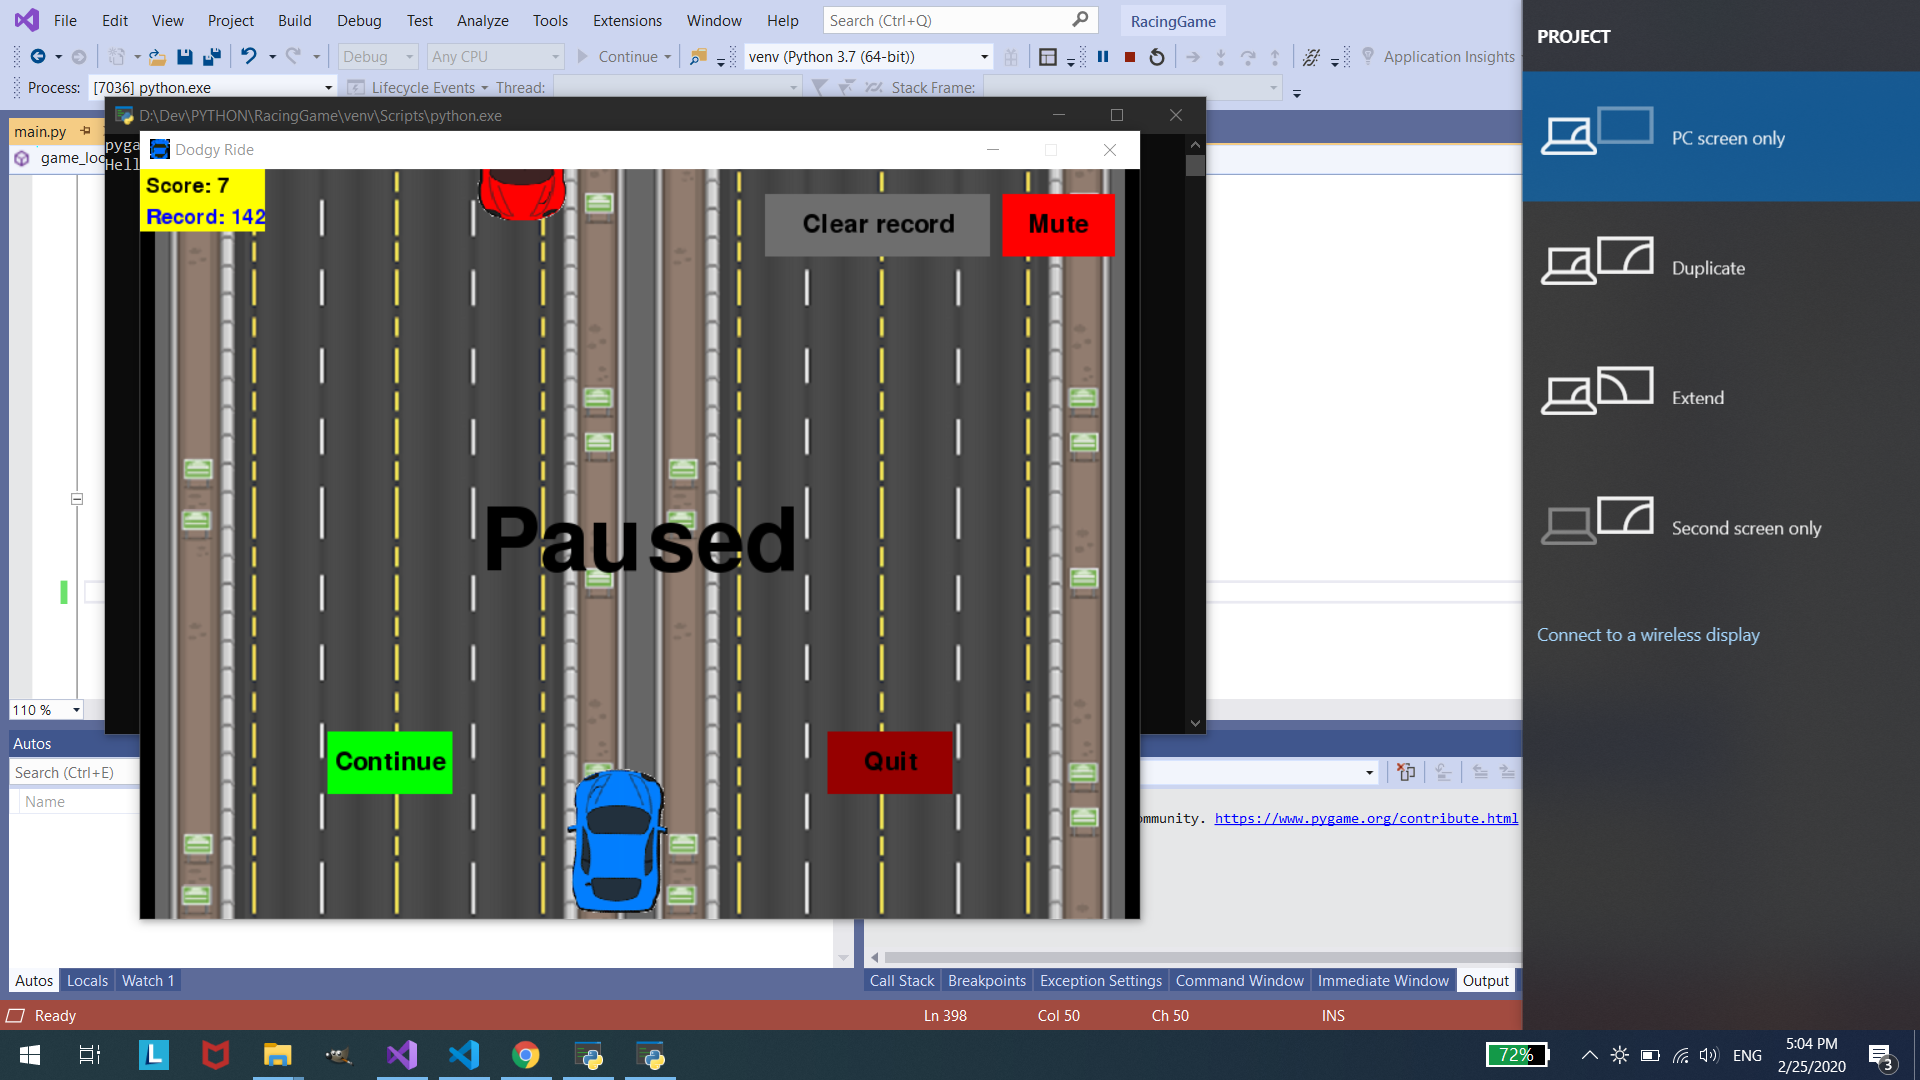 File Edit View Project Build Debug Test Analyze Tools Extensions Window Help Search (Ctrl+Q) RacingGame
Debug Any CPU Continue venv (Python 3.7 (64-bit)) Application Insights
Process: [7036] python.exe Lifecycle Events Thread: Stack Frame:
D:\Dev\PYTHON\RacingGame\venv\Scripts\python.exe
main.py
pyga
game_loo
Hell
Dodgy Ride
Score: 7
Record: 142
Clear record
Mute
Paused
Continue
Quit
110 %
Autos
Search (Ctrl+E)
Name
mmunity. https://www.pygame.org/contribute.html
Autos Locals Watch 1
Call Stack Breakpoints Exception Settings Command Window Immediate Window Output
Ready Ln 398 Col 50 Ch 50 INS
PROJECT
PC screen only
Duplicate
Extend
Second screen only
Connect to a wireless display
L
72%
ENG
5:04 PM
2/25/2020
3